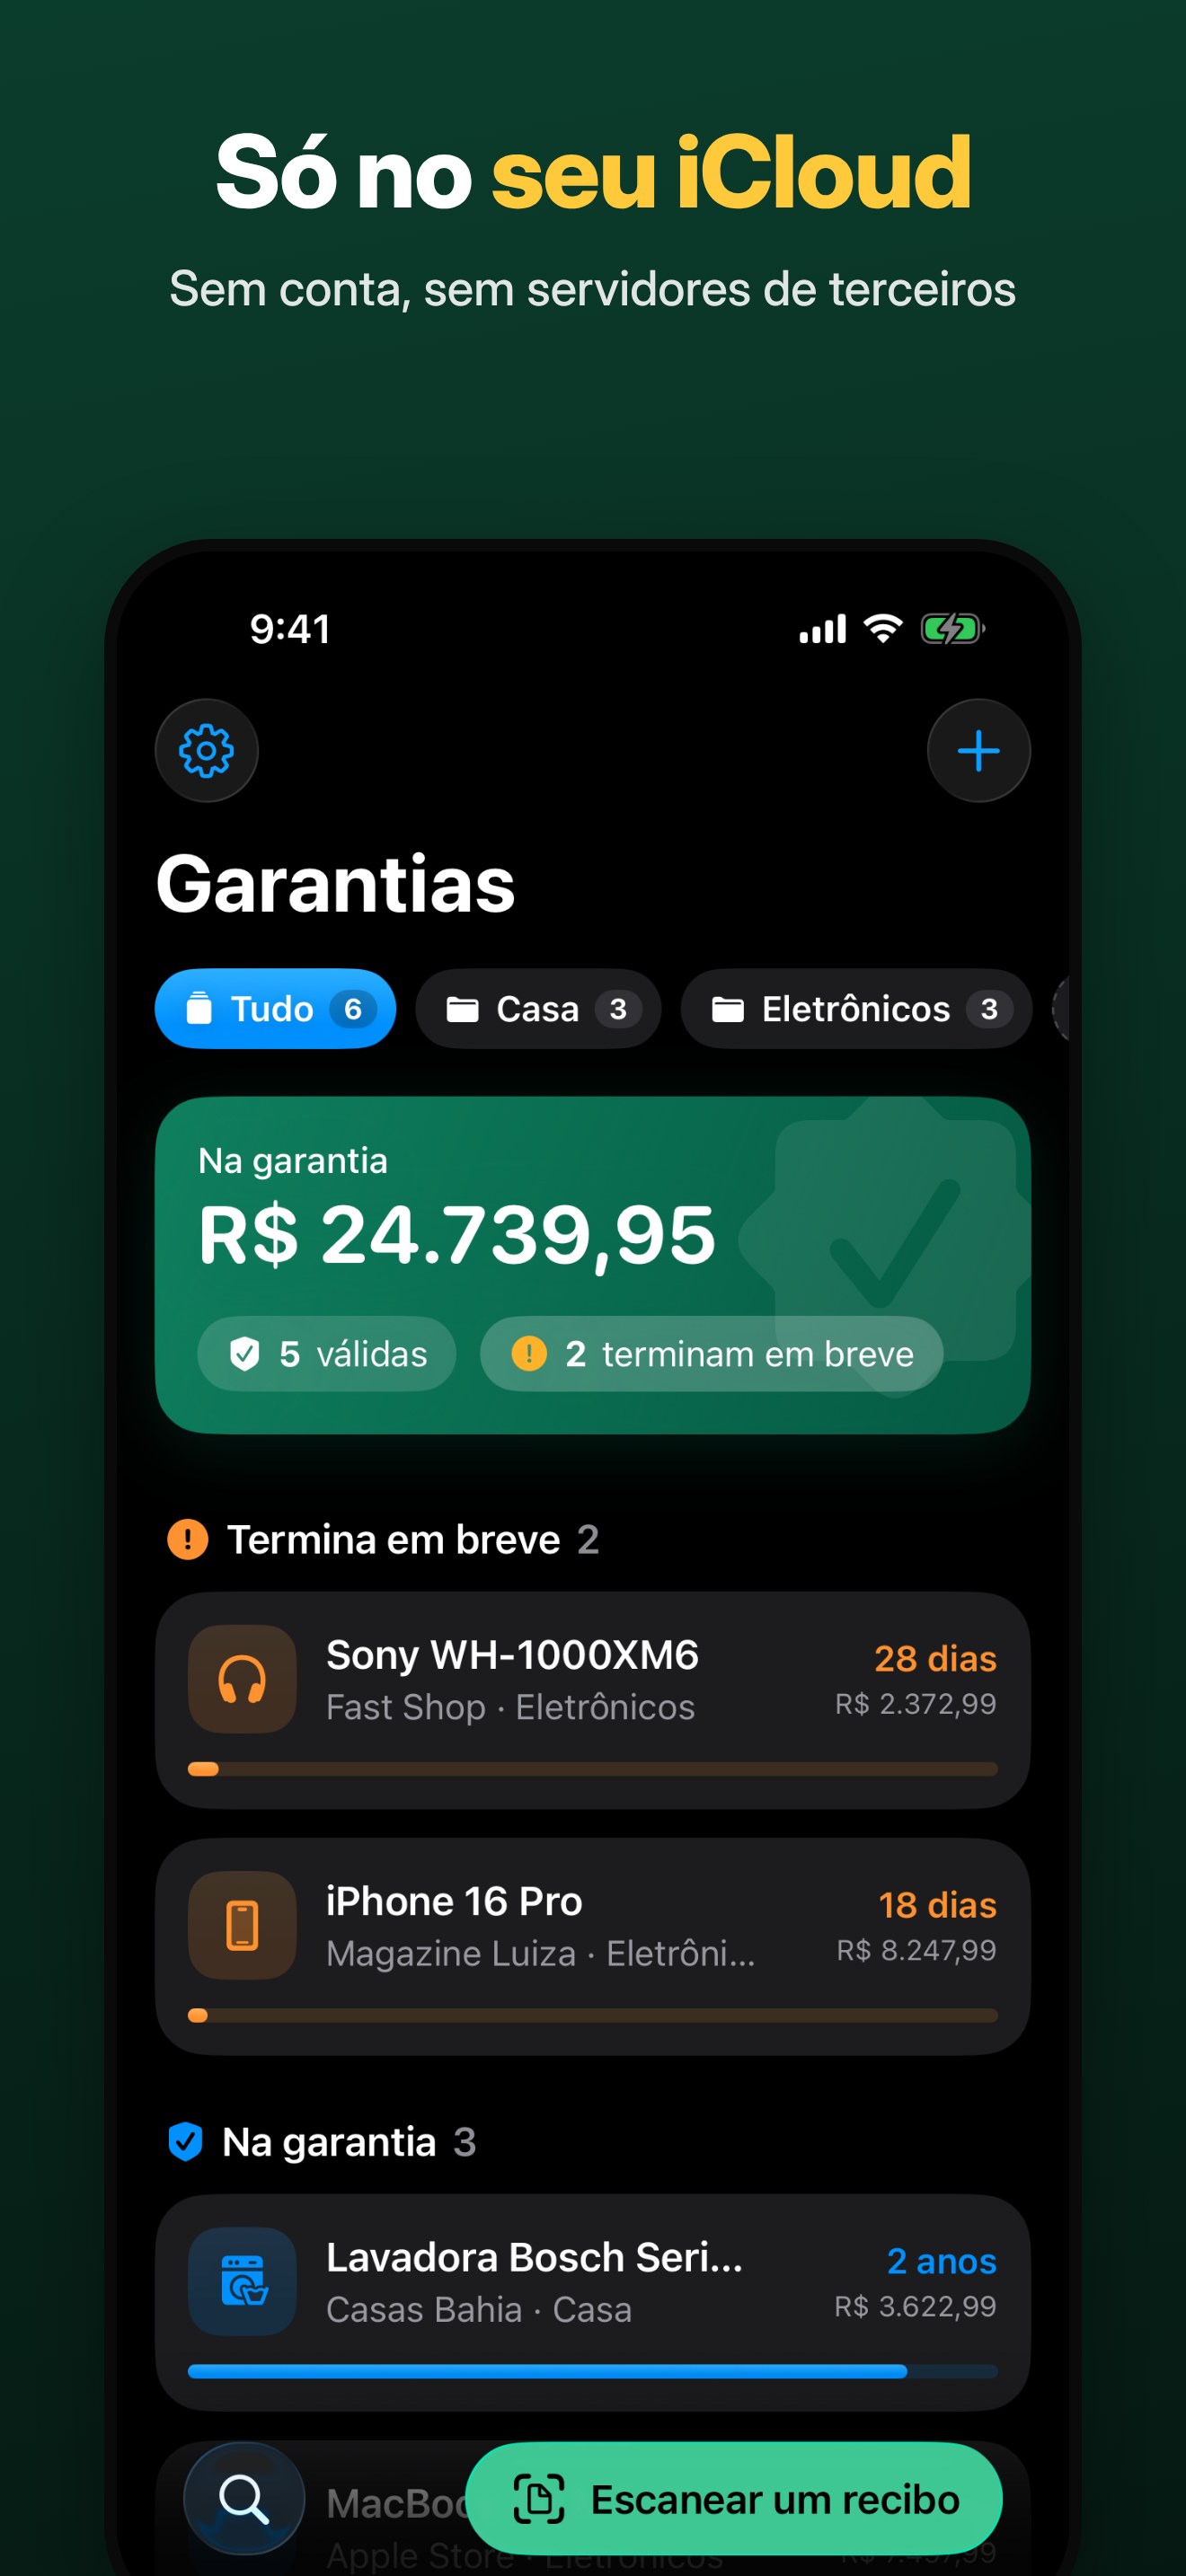 Só no seu iCloud
Sem conta, sem servidores de terceiros
9:41
Garantias
Tudo 6
Casa 3
Eletrônicos 3
Na garantia
R$ 24.739,95
5 válidas
2 terminam em breve
Termina em breve 2
Sony WH-1000XM6
28 dias
Fast Shop · Eletrônicos
R$ 2.372,99
iPhone 16 Pro
18 dias
Magazine Luiza · Eletrôni...
R$ 8.247,99
Na garantia 3
Lavadora Bosch Seri...
2 anos
Casas Bahia · Casa
R$ 3.622,99
Escanear um recibo
Apple Store · Eletrônicos